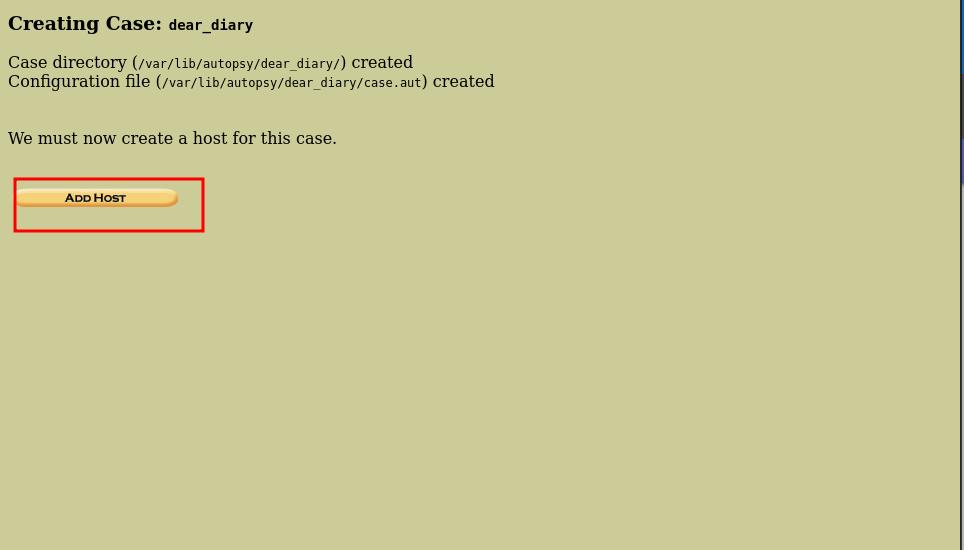 Creating Case: dear_diary
Case directory (/var/lib/autopsy/dear_diary/) created
Configuration file (/var/lib/autopsy/dear_diary/case.aut) created
We must now create a host for this case.
ADD HOST